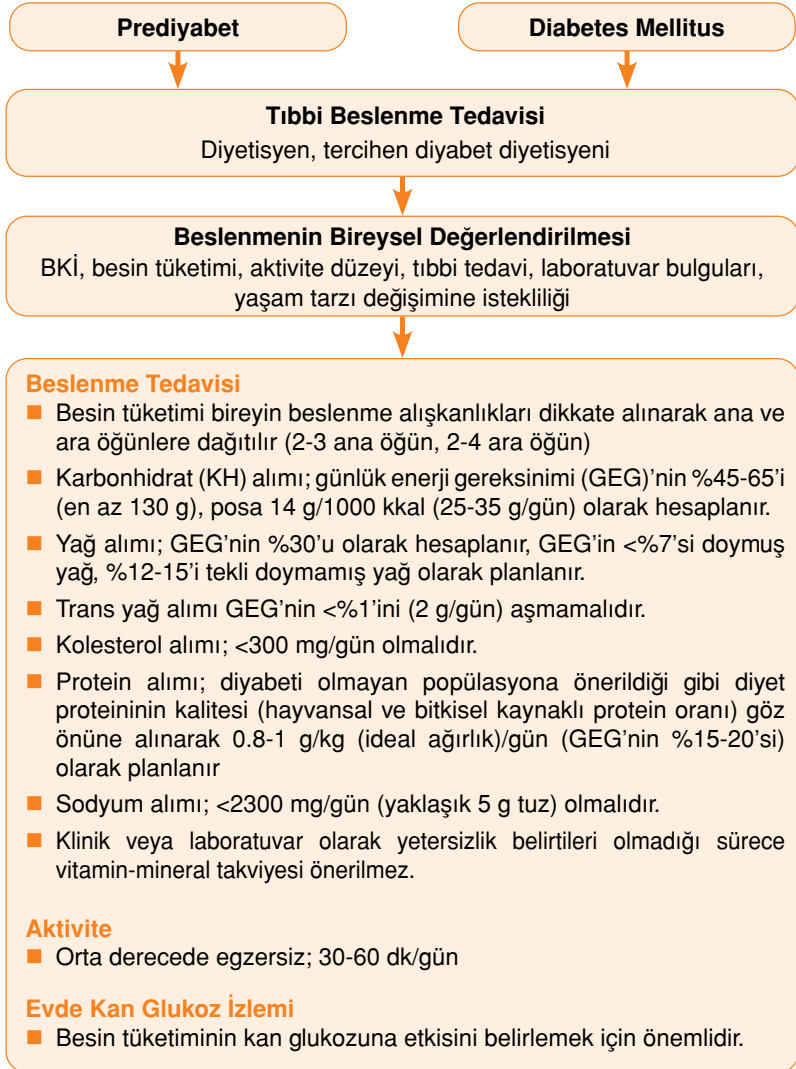 Prediyabet
Diabetes Mellitus
Tıbbi Beslenme Tedavisi
Diyetisyen, tercihen diyabet diyetisyeni
Beslenmenin Bireysel Değerlendirilmesi
BKİ, besin tüketimi, aktivite düzeyi, tıbbi tedavi, laboratuvar bulguları,
yaşam tarzı değişimine istekliliği
Beslenme Tedavisi
■ Besin tüketimi bireyin beslenme alışkanlıkları dikkate alınarak ana ve
ara öğünlere dağıtılır (2-3 ana öğün, 2-4 ara öğün)
■ Karbonhidrat (KH) alımı; günlük enerji gereksinimi (GEG)'nin %45-65'i
(en az 130 g), posa 14 g/1000 kkal (25-35 g/gün) olarak hesaplanır.
■ Yağ alımı; GEG'nin %30'u olarak hesaplanır, GEG'in <%7'si doymuş
yağ, %12-15'i tekli doymamış yağ olarak planlanır.
■ Trans yağ alımı GEG'nin <%1'ini (2 g/gün) aşmamalıdır.
■ Kolesterol alımı; <300 mg/gün olmalıdır.
■ Protein alımı; diyabeti olmayan popülasyona önerildiği gibi diyet
proteininin kalitesi (hayvansal ve bitkisel kaynaklı protein oranı) göz
önüne alınarak 0.8-1 g/kg (ideal ağırlık)/gün (GEG'nin %15-20'si)
olarak planlanır
■ Sodyum alımı; <2300 mg/gün (yaklaşık 5 g tuz) olmalıdır.
■ Klinik veya laboratuvar olarak yetersizlik belirtileri olmadığı sürece
vitamin-mineral takviyesi önerilmez.
Aktivite
■ Orta derecede egzersiz; 30-60 dk/gün
Evde Kan Glukoz İzlemi
■ Besin tüketiminin kan glukozuna etkisini belirlemek için önemlidir.